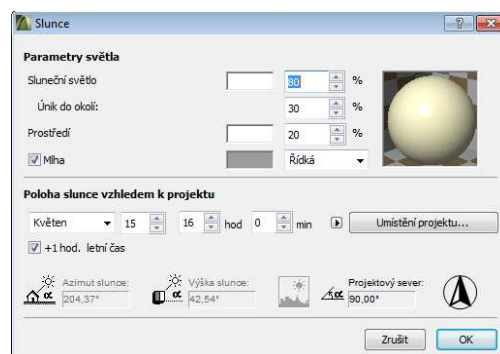 Slunce
Parametry světla
Sluneční světlo 80 %
Únik do okolí: 30 %
Prostředí 20 %
Mlha Řídká
Poloha slunce vzhledem k projektu
Květen 15 16 hod 0 min Umístění projektu...
+1 hod. letní čas
Azimut slunce: Výška slunce: Projektový sever:
α 204,37° α 42,54° α 90,00°
Zrušit OK